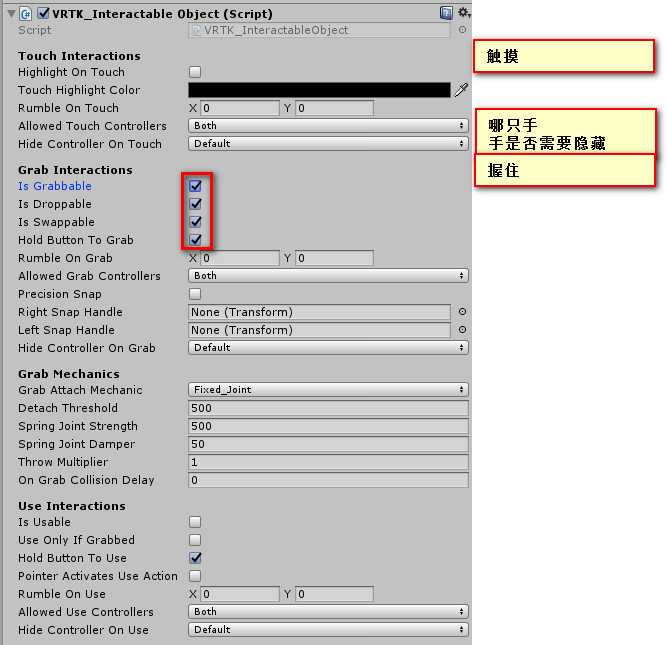 VRTK_Interactable Object (Script)
Script VRTK_InteractableObject
Touch Interactions
触摸
Highlight On Touch
Touch Highlight Color
Rumble On Touch X 0 Y 0
Allowed Touch Controllers Both
哪只手
Hide Controller On Touch Default
手是否需要隐藏
Grab Interactions
握住
Is Grabbable
Is Droppable
Is Swappable
Hold Button To Grab
Rumble On Grab X 0 Y 0
Allowed Grab Controllers Both
Precision Snap
Right Snap Handle None (Transform)
Left Snap Handle None (Transform)
Hide Controller On Grab Default
Grab Mechanics
Grab Attach Mechanic Fixed_Joint
Detach Threshold 500
Spring Joint Strength 500
Spring Joint Damper 50
Throw Multiplier 1
On Grab Collision Delay 0
Use Interactions
Is Usable
Use Only If Grabbed
Hold Button To Use
Pointer Activates Use Action
Rumble On Use X 0 Y 0
Allowed Use Controllers Both
Hide Controller On Use Default